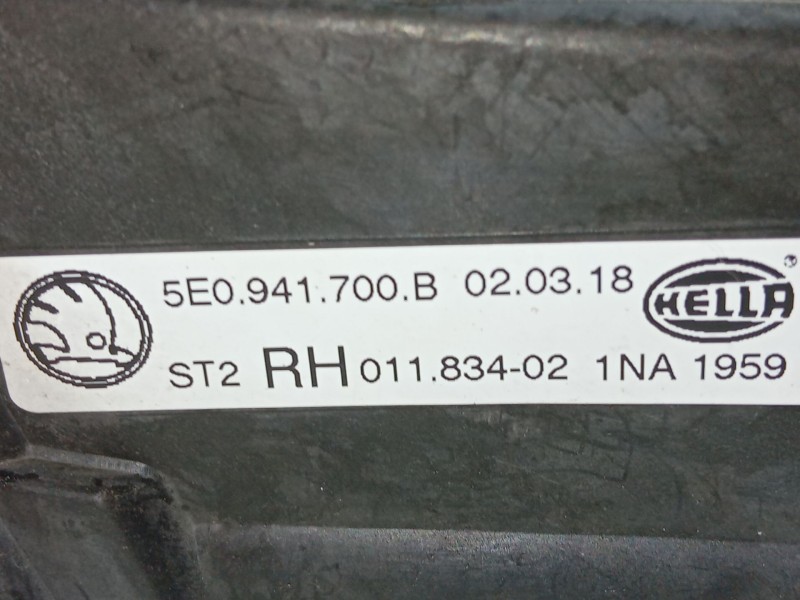 5E0.941.700.B 02.03.18 HELLA
ST2 RH 011.834-02 1NA 1959